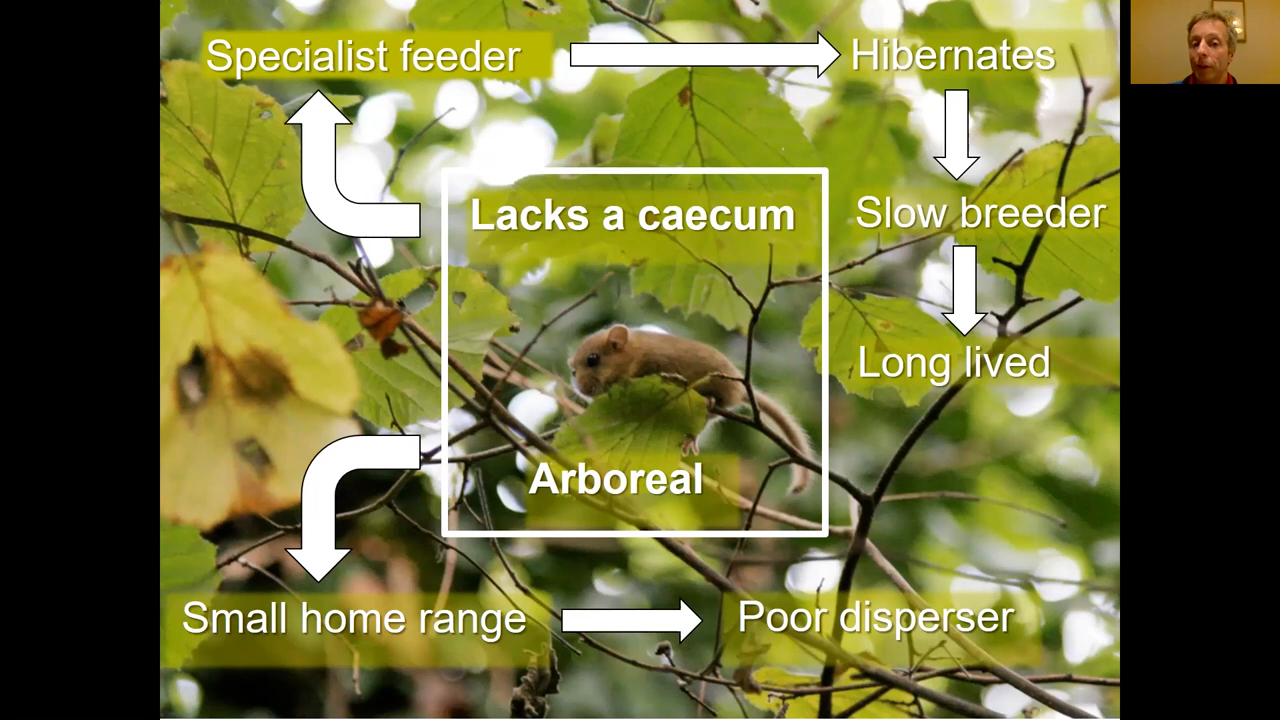 Specialist feeder
Hibernates
Lacks a caecum
Slow breeder
Long lived
Arboreal
Small home range
Poor disperser